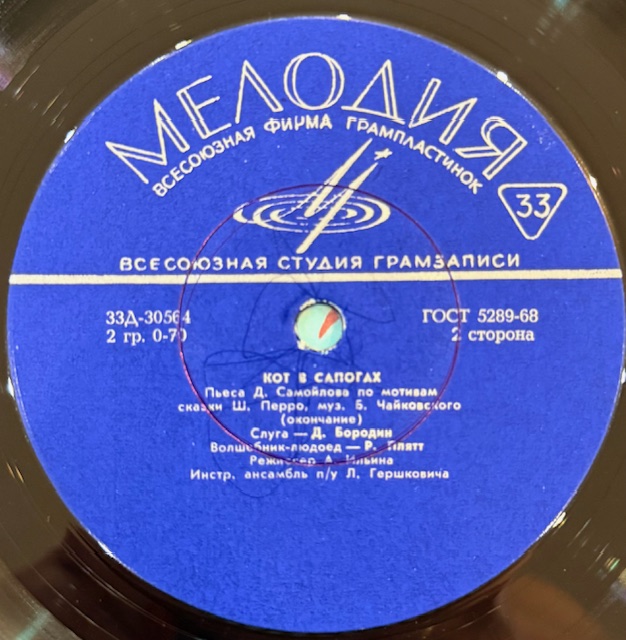 МЕЛОДИЯ
ВСЕСОЮЗНАЯ ФИРМА ГРАМПЛАСТИНОК
33
ВСЕСОЮЗНАЯ СТУДИЯ ГРАМЗАПИСИ
33Д-30564 ГОСТ 5289-68
2 гр. 0-70 2 сторона
КОТ В САПОГАХ
Пьеса Д. Самойлова по мотивам
сказки Ш. Перро, муз. Б. Чайковского
(окончание)
Слуга — Д. Бородин
Волшебник-людоед — Р. Плятт
Режиссер А. Ильина
Инстр. ансамбль п/у Л. Гершковича